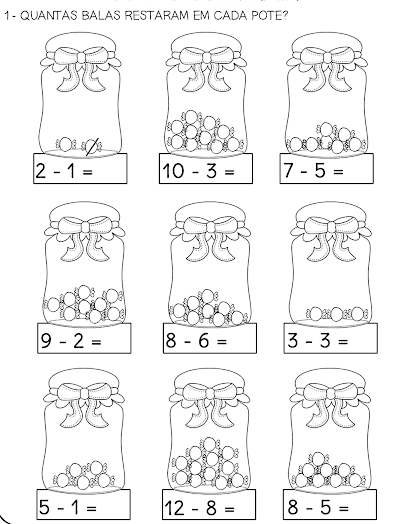 1- QUANTAS BALAS RESTARAM EM CADA POTE?
2 - 1 =
10 - 3 =
7 - 5 =
9 - 2 =
8 - 6 =
3 - 3 =
5 - 1 =
12 - 8 =
8 - 5 =